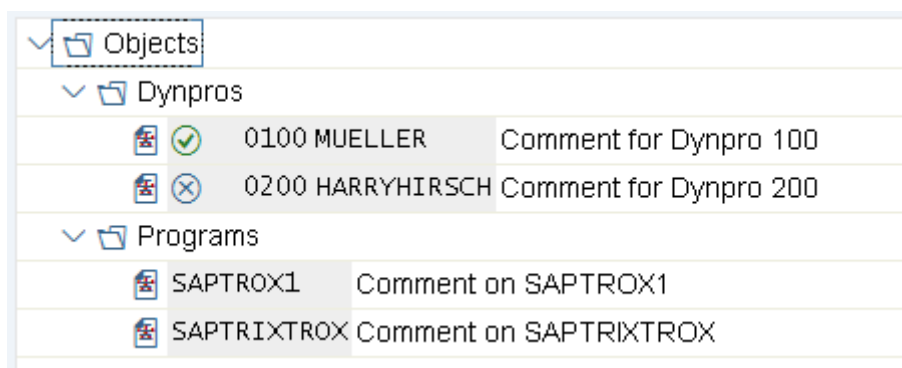 Objects
Dynpros
0100 MUELLER Comment for Dynpro 100
0200 HARRYHIRSCH Comment for Dynpro 200
Programs
SAPTROX1 Comment on SAPTROX1
SAPTRIXTROX Comment on SAPTRIXTROX